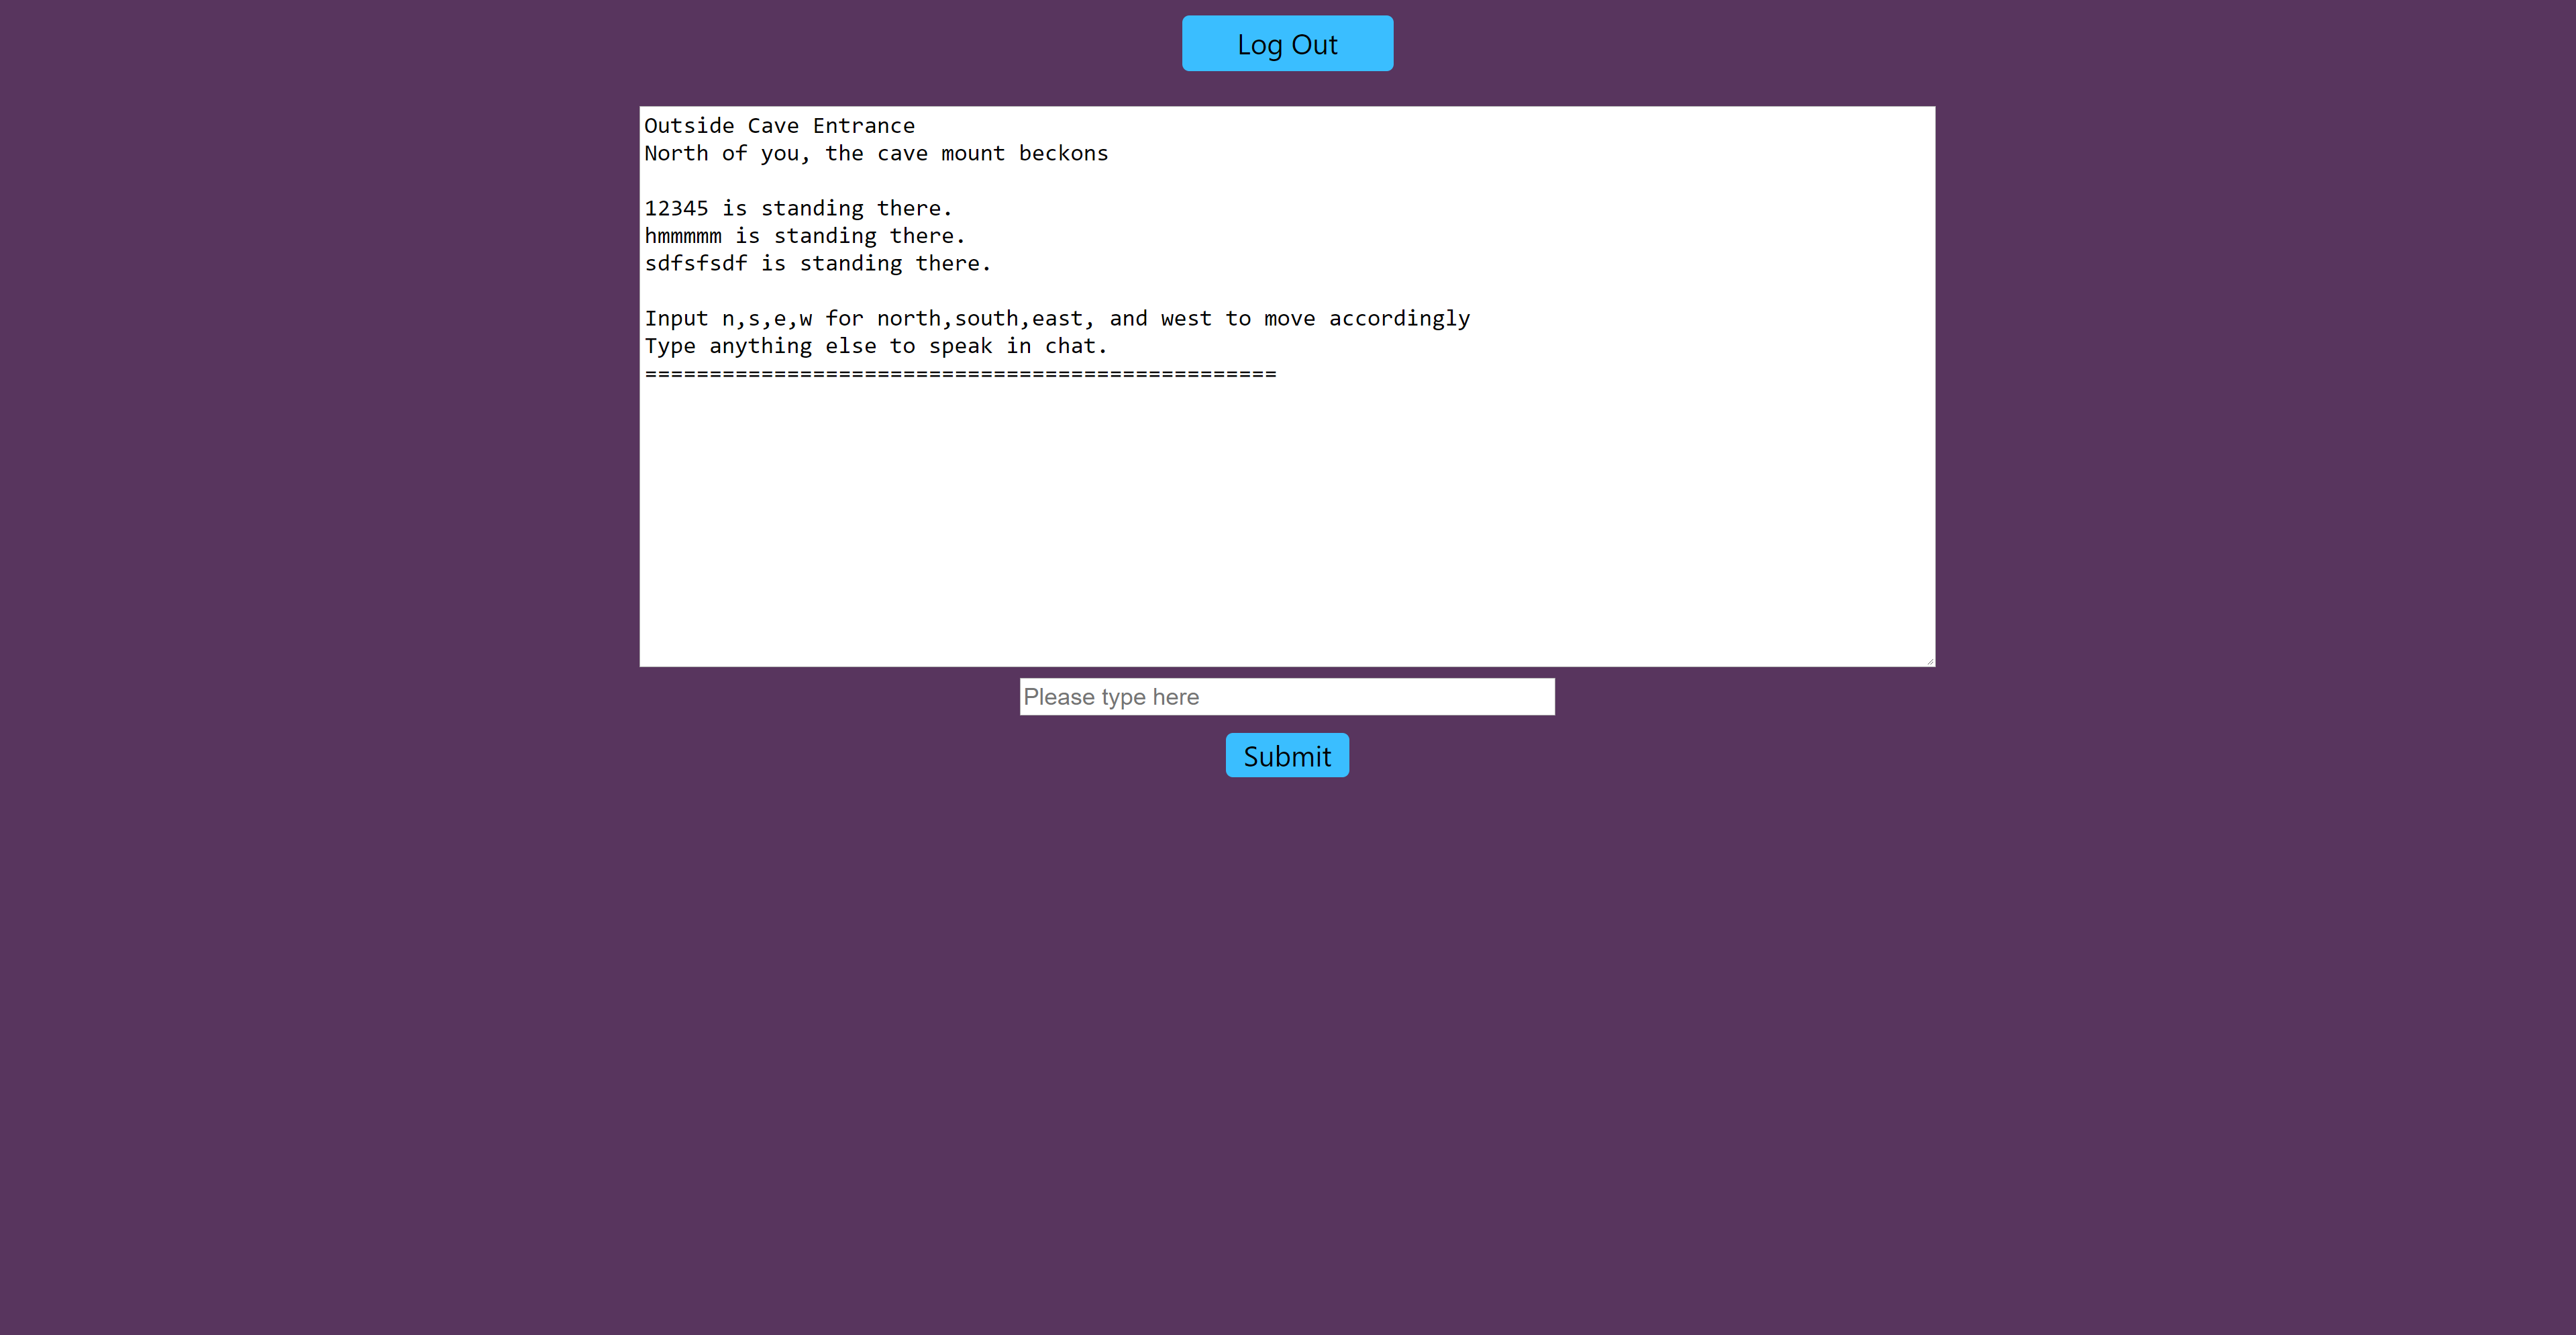 Log Out
Outside Cave Entrance
North of you, the cave mount beckons
12345 is standing there.
hmmmmm is standing there.
sdfsfsdf is standing there.
Input n,s,e,w for north,south,east, and west to move accordingly
Type anything else to speak in chat.
=================================================
Please type here
Submit